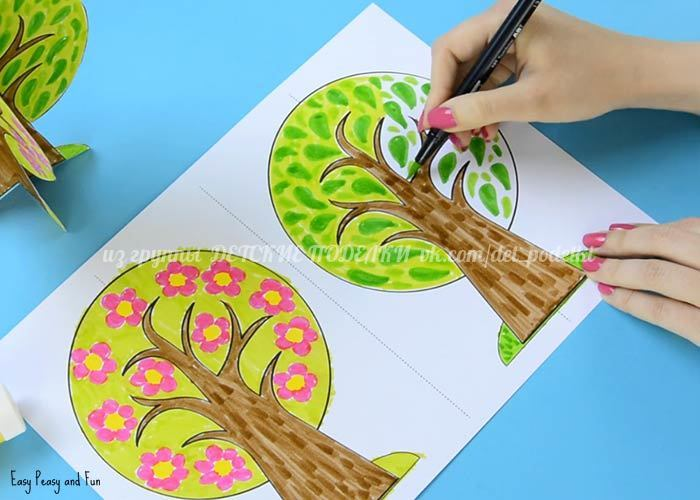 из группы ДЕТСКИЕ ПОДЕЛКИ vk.com/det_podelki
Easy Peasy and Fun